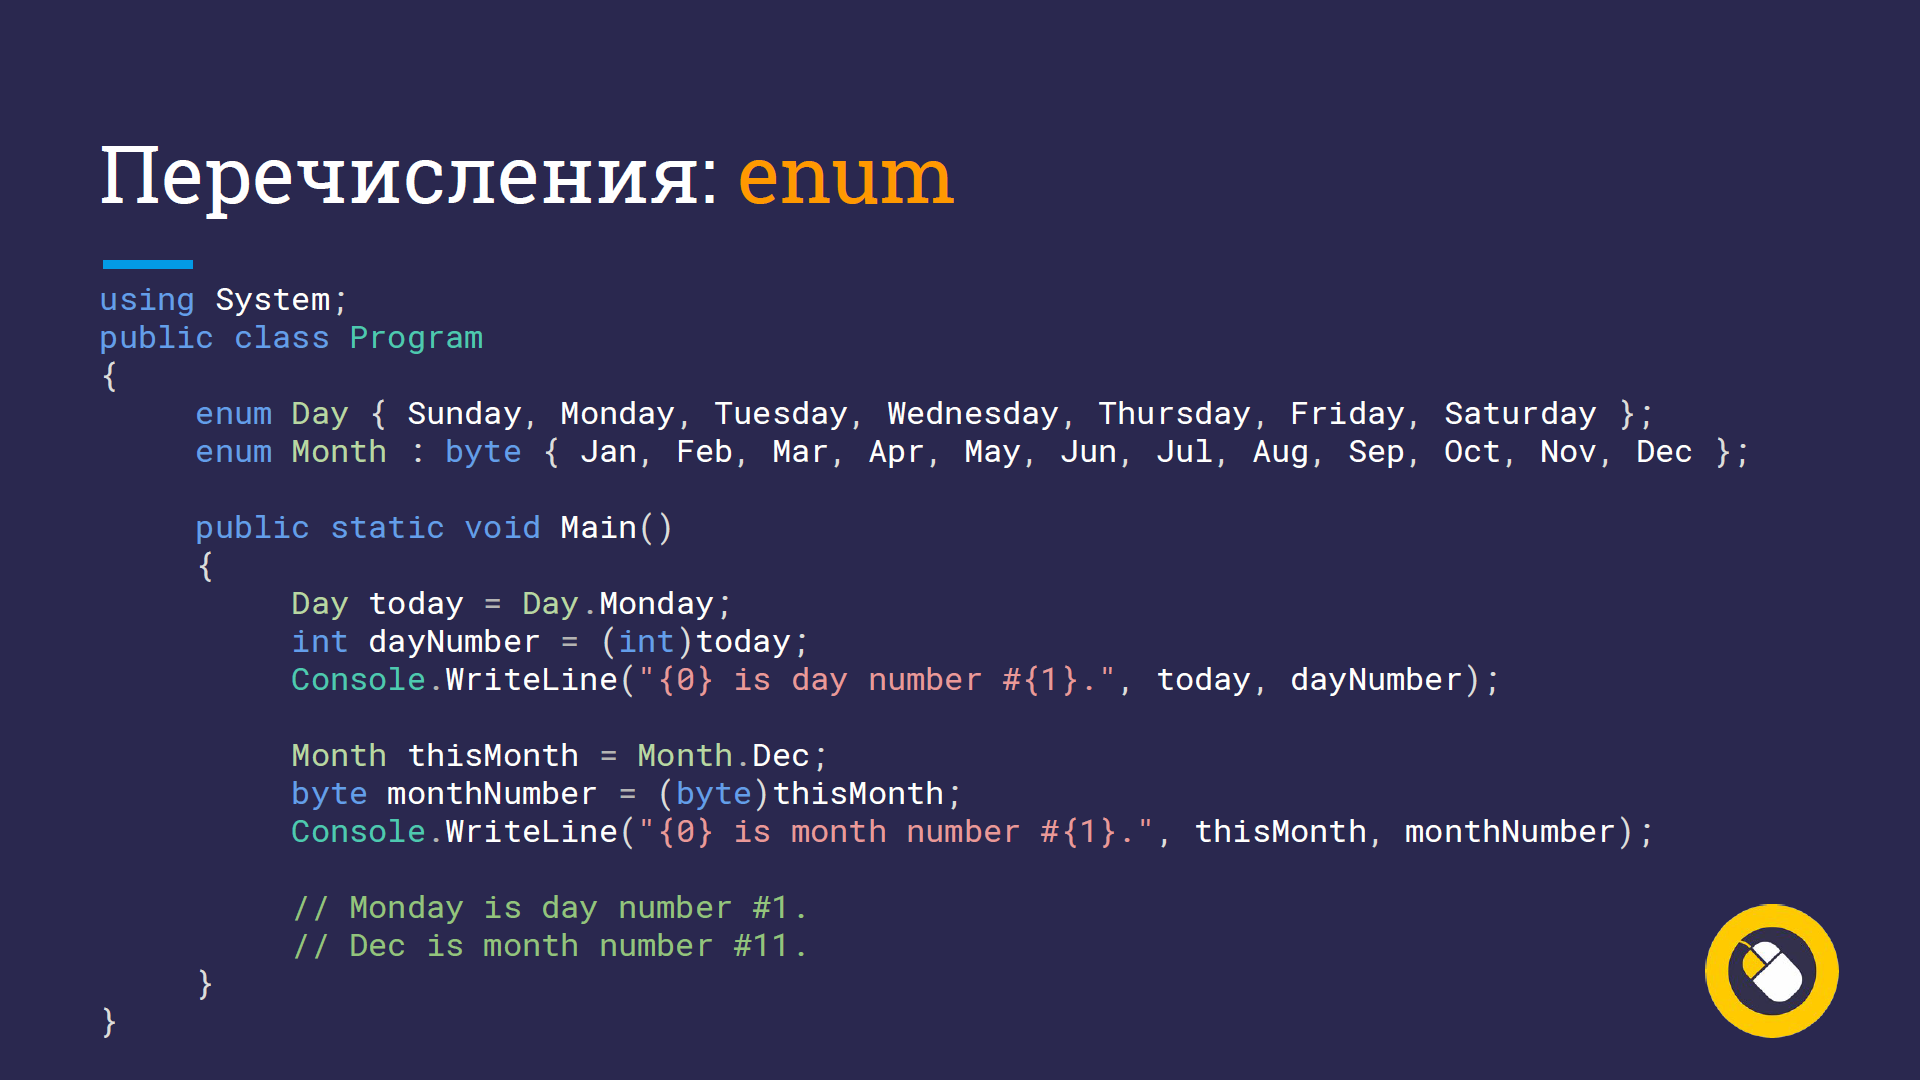 Перечисления: enum
using System;
public class Program
{
     enum Day { Sunday, Monday, Tuesday, Wednesday, Thursday, Friday, Saturday };
     enum Month : byte { Jan, Feb, Mar, Apr, May, Jun, Jul, Aug, Sep, Oct, Nov, Dec };
     public static void Main()
     {
          Day today = Day.Monday;
          int dayNumber = (int)today;
          Console.WriteLine("{0} is day number #{1}.", today, dayNumber);
          Month thisMonth = Month.Dec;
          byte monthNumber = (byte)thisMonth;
          Console.WriteLine("{0} is month number #{1}.", thisMonth, monthNumber);
          // Monday is day number #1.
          // Dec is month number #11.
     }
}